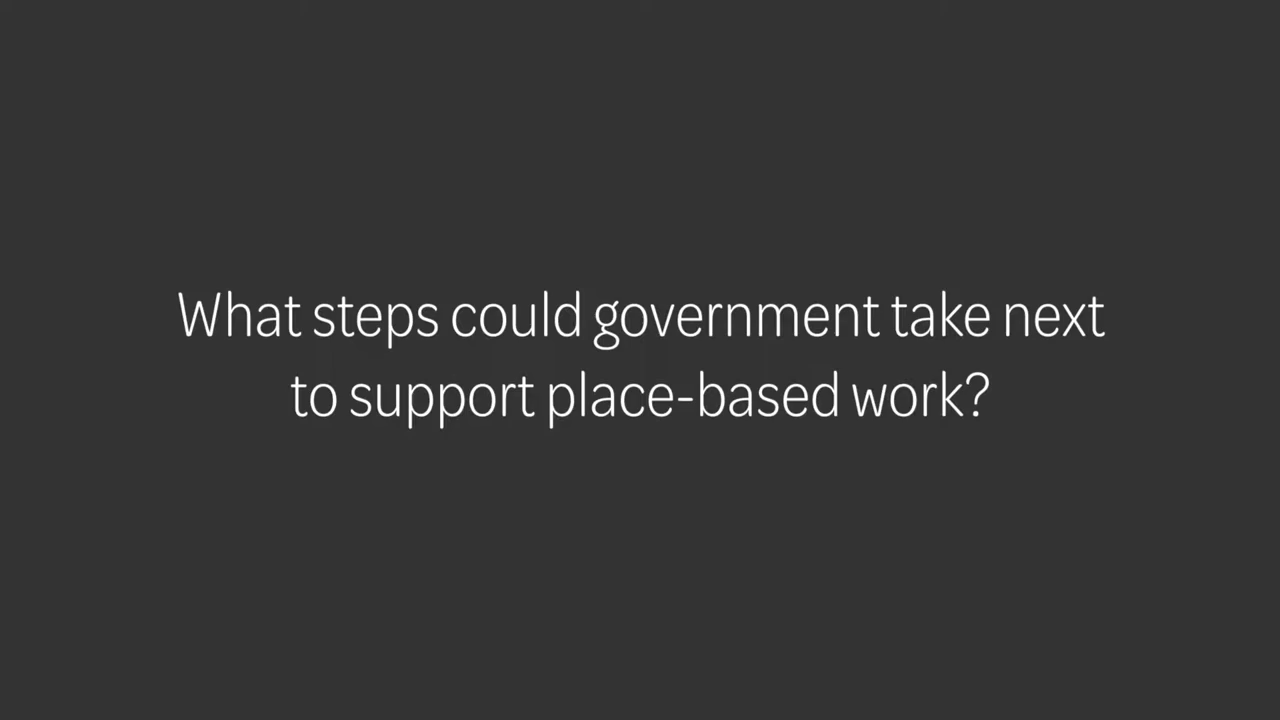 What steps could government take next
to support place-based work?